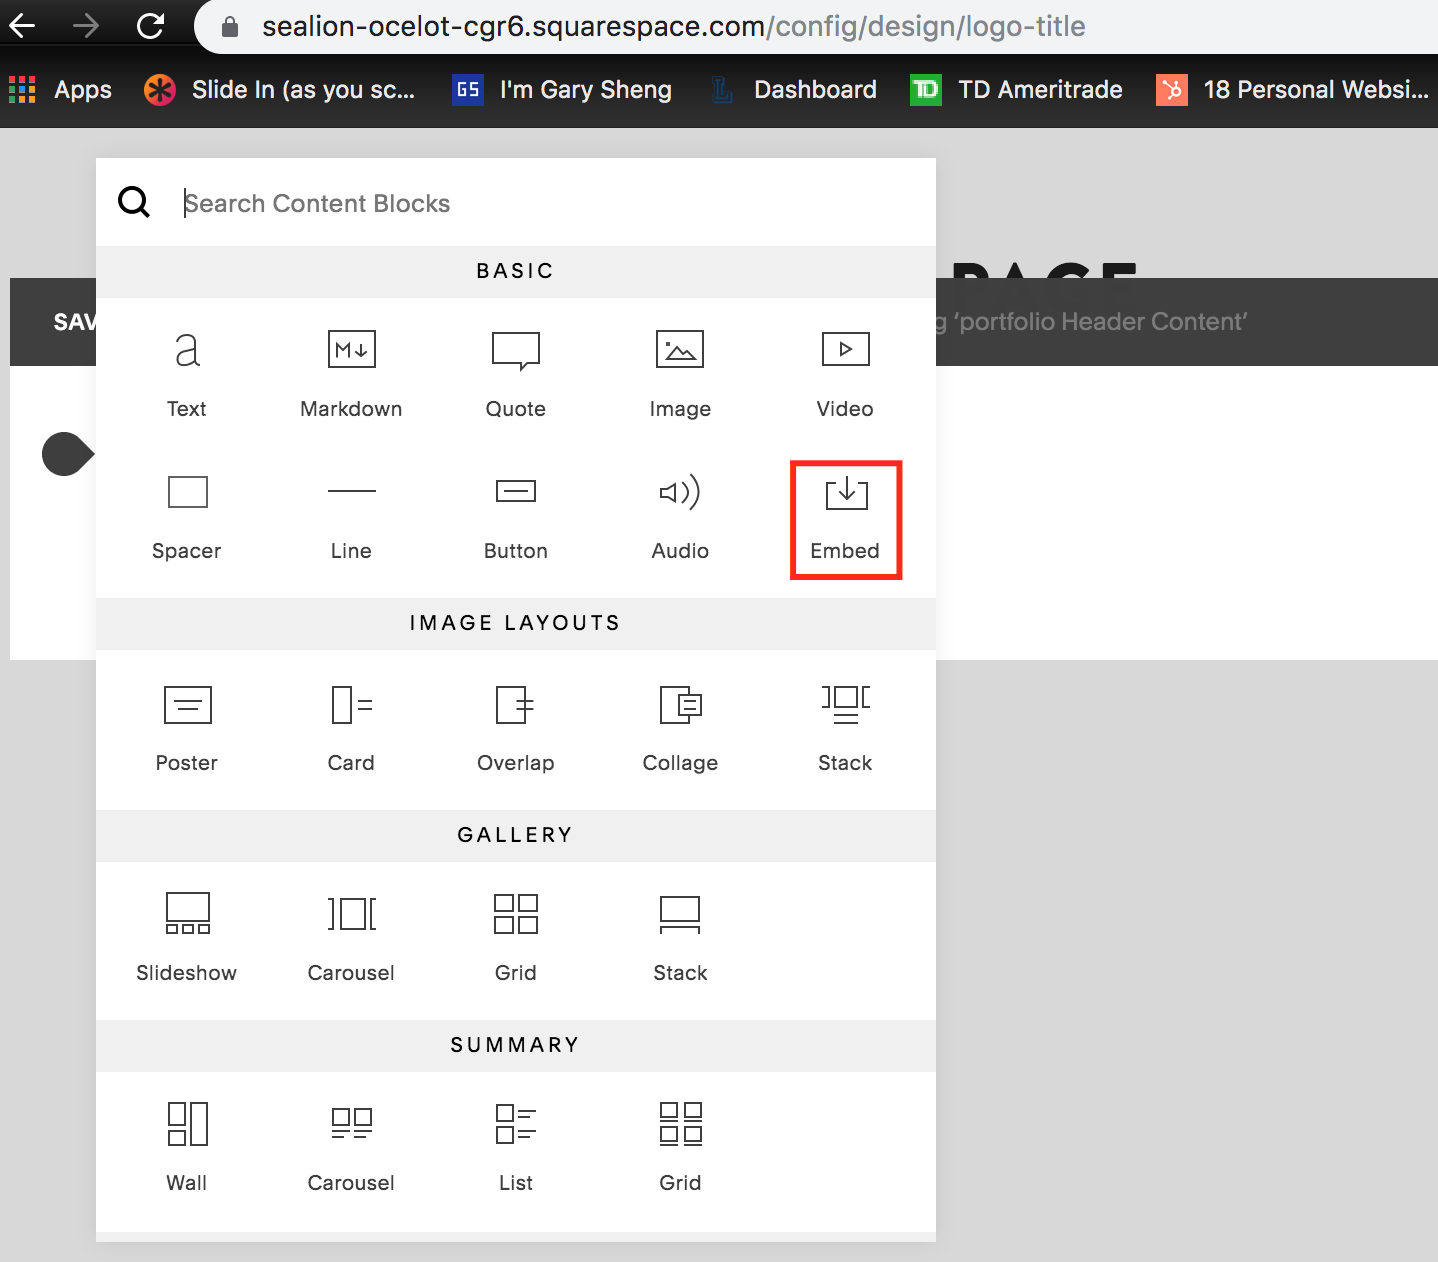 sealion-ocelot-cgr6.squarespace.com/config/design/logo-title
Apps Slide In (as you sc... GS I'm Gary Sheng L Dashboard TD TD Ameritrade 18 Personal Websi...
Search Content Blocks
BASIC
PAGE
SAV
g ‘portfolio Header Content’
a M
Text Markdown Quote Image Video
Spacer Line Button Audio Embed
IMAGE LAYOUTS
Poster Card Overlap Collage Stack
GALLERY
Slideshow Carousel Grid Stack
SUMMARY
Wall Carousel List Grid